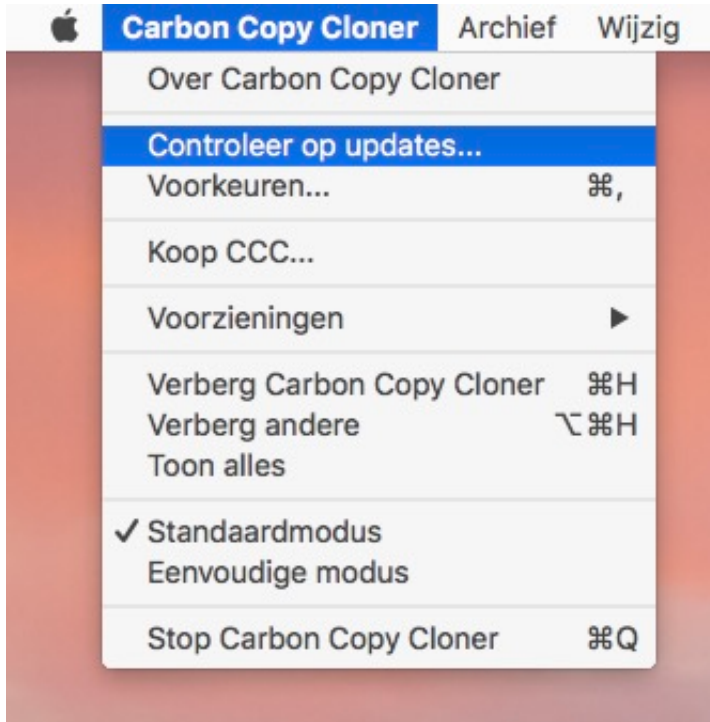 Carbon Copy Cloner Archief Wijzig
Over Carbon Copy Cloner
Controleer op updates...
Voorkeuren... ⌘,
Koop CCC...
Voorzieningen ▶
Verberg Carbon Copy Cloner ⌘H
Verberg andere ⌥⌘H
Toon alles
✓ Standaardmodus
Eenvoudige modus
Stop Carbon Copy Cloner ⌘Q